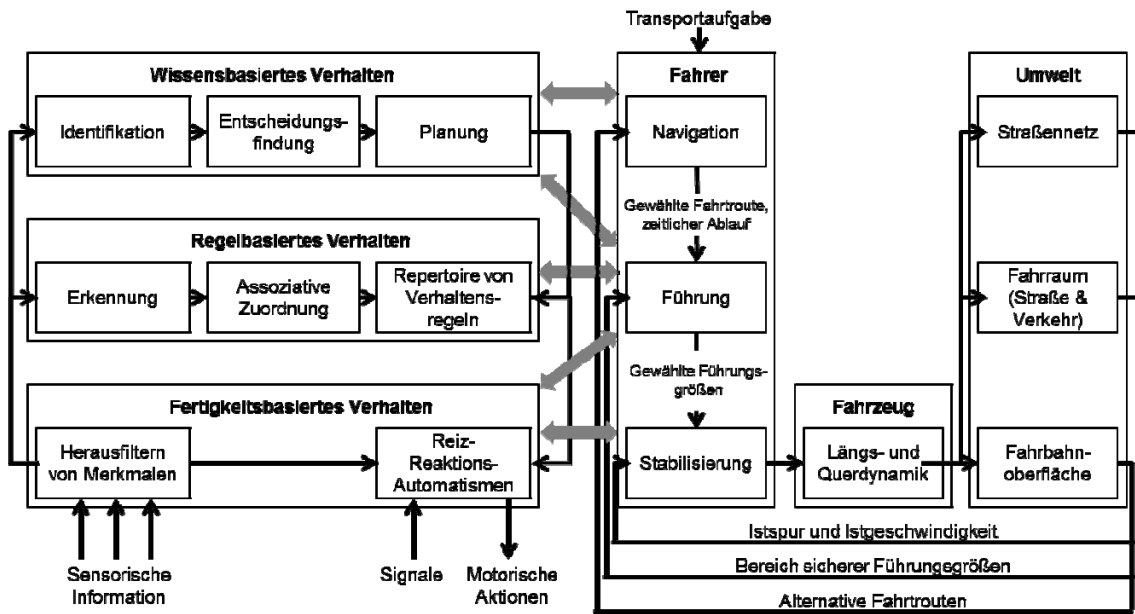 Transportaufgabe
Wissensbasiertes Verhalten
Identifikation
Entscheidungs-
findung
Planung
Regelbasiertes Verhalten
Erkennung
Assoziative
Zuordnung
Repertoire von
Verhaltens-
regeln
Fertigkeitsbasiertes Verhalten
Herausfiltern
von Merkmalen
Reiz-
Reaktions-
Automatismen
Sensorische
Information
Signale
Motorische
Aktionen
Fahrer
Navigation
Gewählte Fahrtroute,
zeitlicher Ablauf
Führung
Gewählte Führungs-
größen
Stabilisierung
Fahrzeug
Längs- und
Querdynamik
Umwelt
Straßennetz
Fahrraum
(Straße &
Verkehr)
Fahrbahn-
oberfläche
Istspur und Istgeschwindigkeit
Bereich sicherer Führungsgrößen
Alternative Fahrtrouten